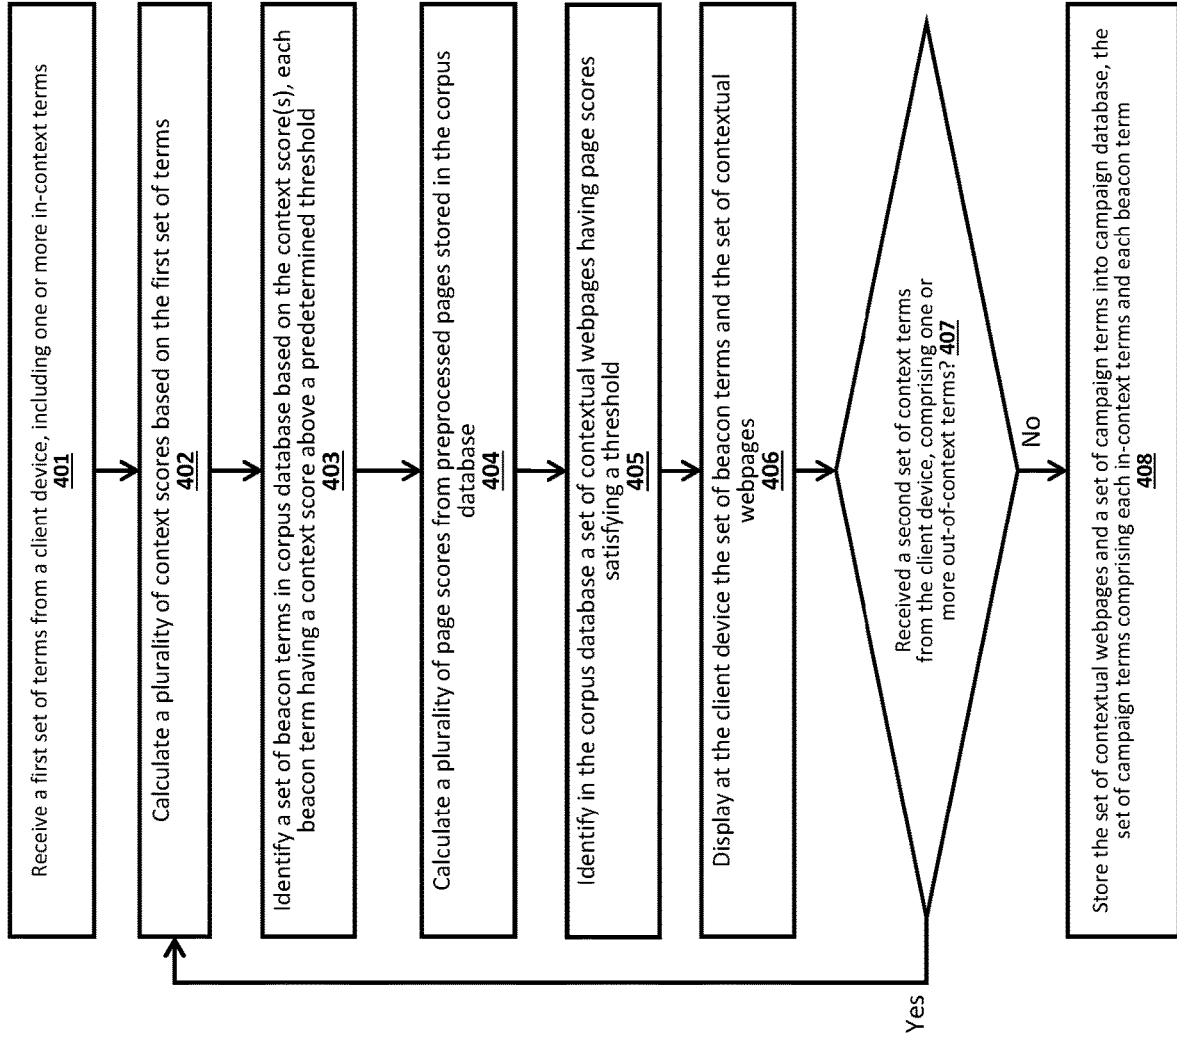 Receive a first set of terms from a client device, including one or more in-context terms
401
Calculate a plurality of context scores based on the first set of terms
402
Identify a set of beacon terms in corpus database based on the context score(s), each
beacon term having a context score above a predetermined threshold
403
Calculate a plurality of page scores from preprocessed pages stored in the corpus
database
404
Identify in the corpus database a set of contextual webpages having page scores
satisfying a threshold
405
Display at the client device the set of beacon terms and the set of contextual
webpages
406
Received a second set of context terms
from the client device, comprising one or
more out-of-context terms? 407
Yes
No
Store the set of contextual webpages and a set of campaign terms into campaign database, the
set of campaign terms comprising each in-context terms and each beacon term
408